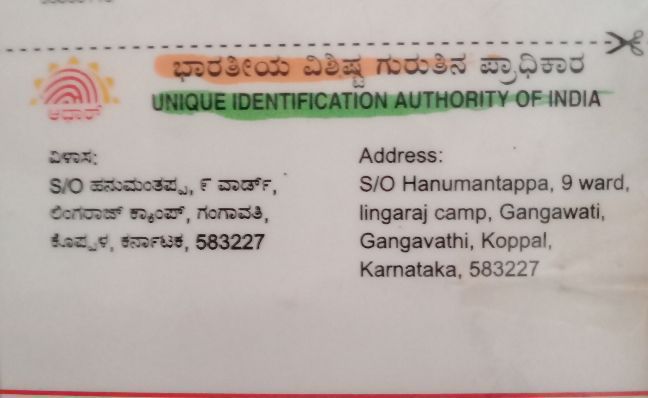 ಭಾರತೀಯ ವಿಶಿಷ್ಟ ಗುರುತಿನ ಪ್ರಾಧಿಕಾರ
UNIQUE IDENTIFICATION AUTHORITY OF INDIA
ಆಧಾರ್
ವಿಳಾಸ:
S/O ಹನುಮಂತಪ್ಪ, ೯ ವಾರ್ಡ್,
ಲಿಂಗರಾಜ್ ಕ್ಯಾಂಪ್, ಗಂಗಾವತಿ,
ಕೊಪ್ಪಳ, ಕರ್ನಾಟಕ, 583227
Address:
S/O Hanumantappa, 9 ward,
lingaraj camp, Gangawati,
Gangavathi, Koppal,
Karnataka, 583227